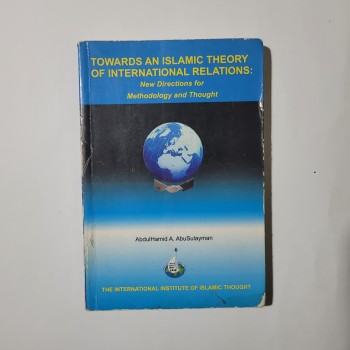 TOWARDS AN ISLAMIC THEORY
OF INTERNATIONAL RELATIONS:
New Directions for
Methodology and Thought
AbdulHamid A. AbuSulayman
THE INTERNATIONAL INSTITUTE OF ISLAMIC THOUGHT